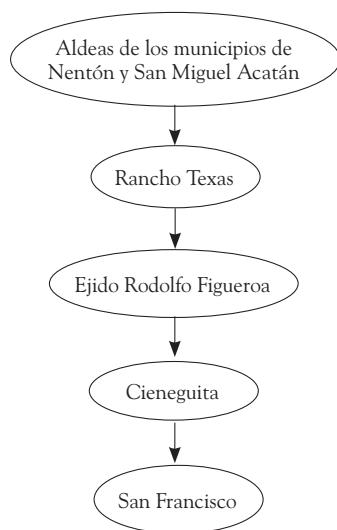 Aldeas de los municipios de
Nentón y San Miguel Acatán
Rancho Texas
Ejido Rodolfo Figueroa
Cieneguita
San Francisco